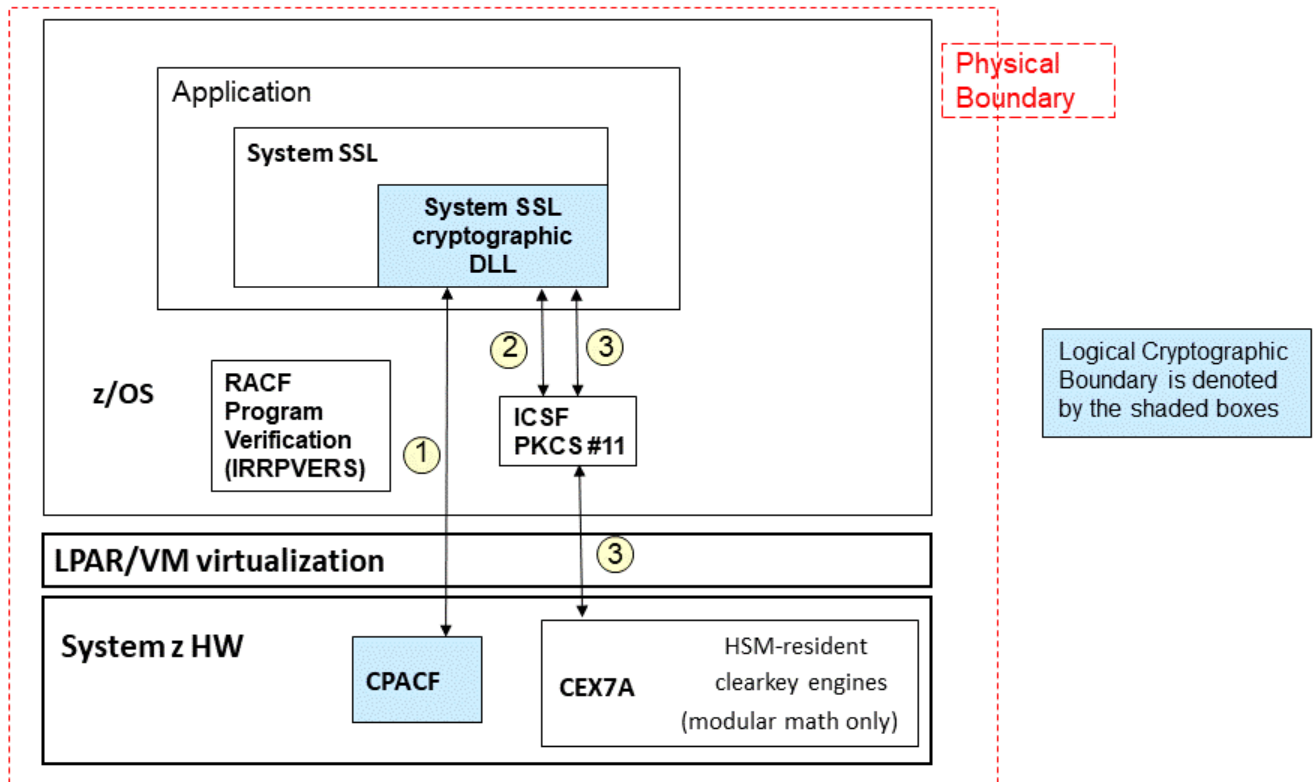 Physical
Boundary
Application
System SSL
System SSL
cryptographic
DLL
2
3
Logical Cryptographic
Boundary is denoted
by the shaded boxes
z/OS
RACF
Program
Verification
(IRRPVERS)
1
ICSF
PKCS #11
LPAR/VM virtualization
3
System z HW
CPACF
CEX7A
HSM-resident
clearkey engines
(modular math only)